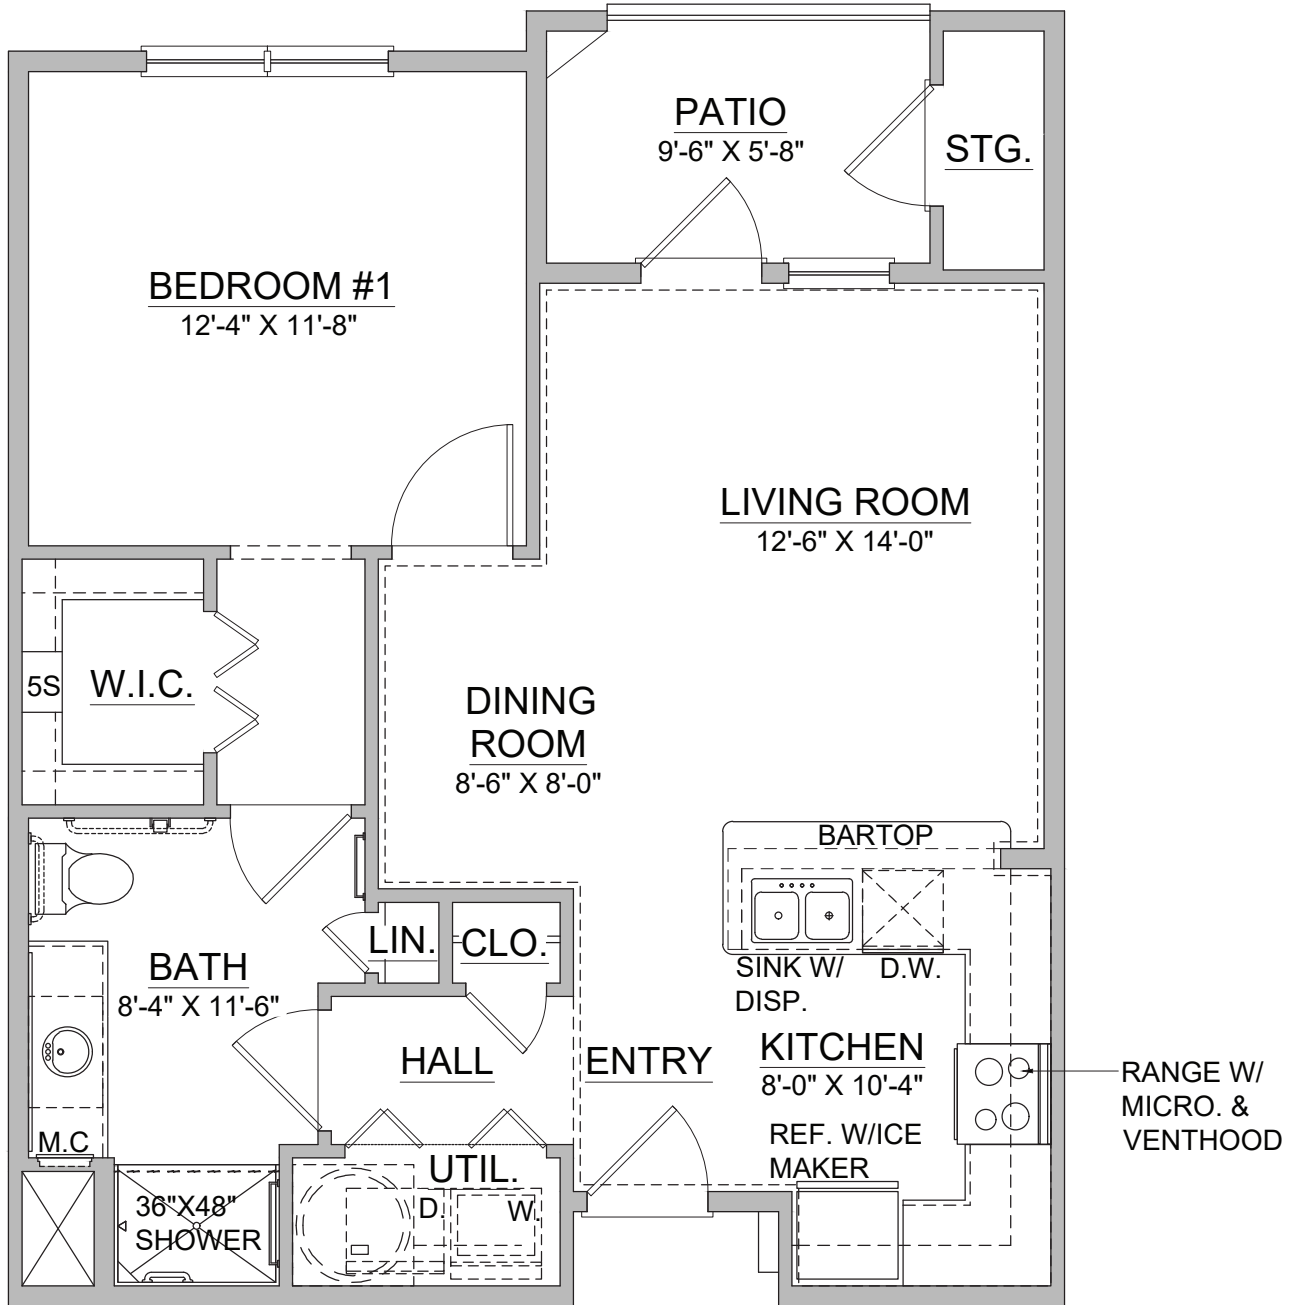 PATIO
9'-6" X 5'-8"
STG.
BEDROOM #1
12'-4" X 11'-8"
LIVING ROOM
12'-6" X 14'-0"
5S
W.I.C.
DINING
ROOM
8'-6" X 8'-0"
BARTOP
LIN.
CLO.
BATH
8'-4" X 11'-6"
SINK W/
DISP.
D.W.
HALL
ENTRY
KITCHEN
8'-0" X 10'-4"
RANGE W/
MICRO. &
VENTHOOD
M.C
REF. W/ICE
MAKER
UTIL.
D.
W.
36"X48"
SHOWER